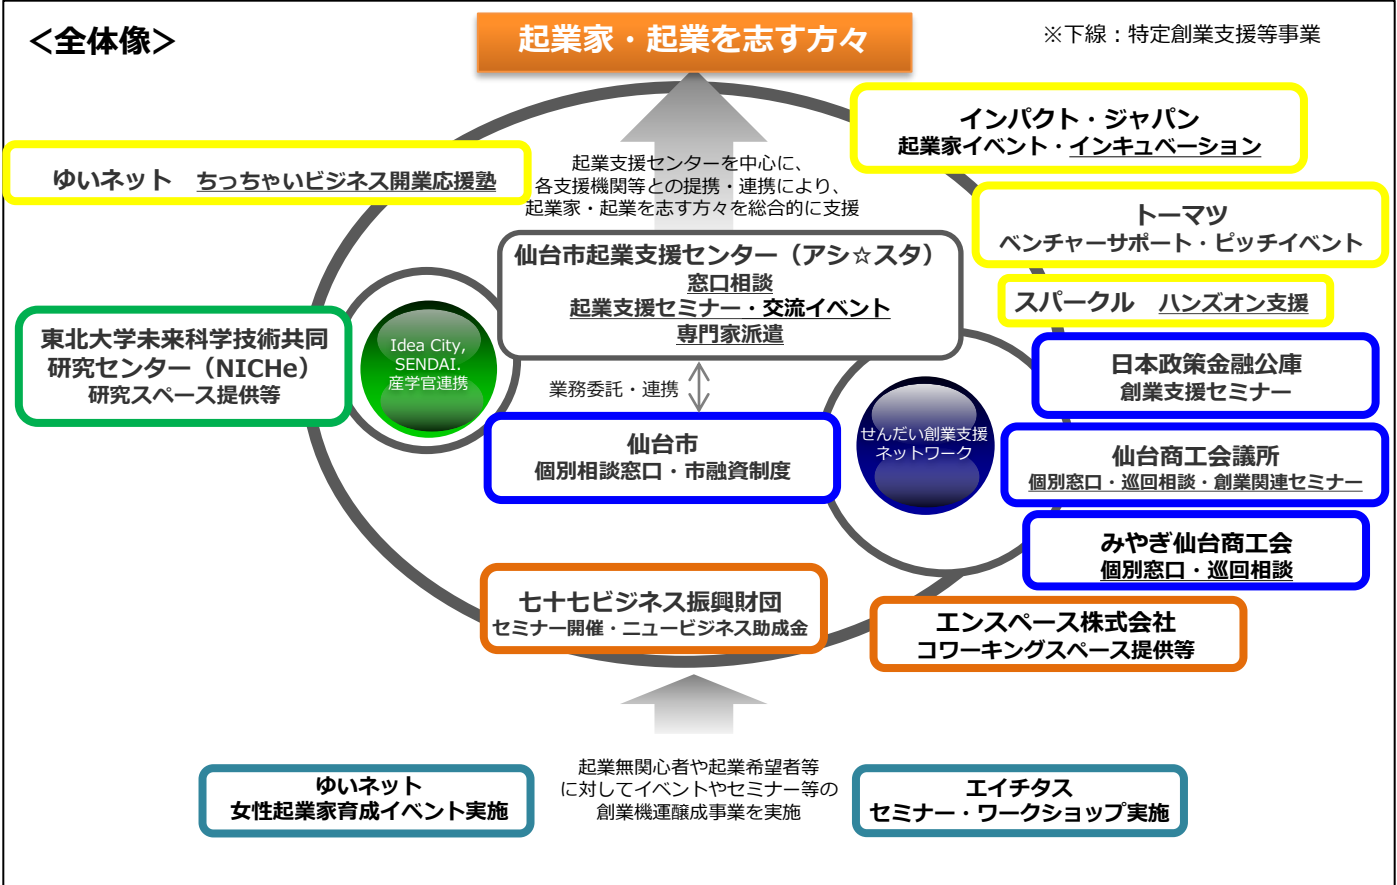 ＜全体像＞
起業家・起業を志す方々
※下線：特定創業支援等事業
インパクト・ジャパン
起業家イベント・インキュベーション
ゆいネット　ちっちゃいビジネス開業応援塾
起業支援センターを中心に、
各支援機関等との提携・連携により、
起業家・起業を志す方々を総合的に支援
トーマツ
ベンチャーサポート・ピッチイベント
仙台市起業支援センター（アシ☆スタ）
窓口相談
起業支援セミナー・交流イベント
専門家派遣
スパークル　ハンズオン支援
東北大学未来科学技術共同
研究センター（NICHe）
研究スペース提供等
Idea City,
SENDAI.
産学官連携
業務委託・連携
日本政策金融公庫
創業支援セミナー
仙台市
個別相談窓口・市融資制度
せんだい創業支援
ネットワーク
仙台商工会議所
個別窓口・巡回相談・創業関連セミナー
みやぎ仙台商工会
個別窓口・巡回相談
七十七ビジネス振興財団
セミナー開催・ニュービジネス助成金
エンスペース株式会社
コワーキングスペース提供等
ゆいネット
女性起業家育成イベント実施
起業無関心者や起業希望者等
に対してイベントやセミナー等の
創業機運醸成事業を実施
エイチタス
セミナー・ワークショップ実施